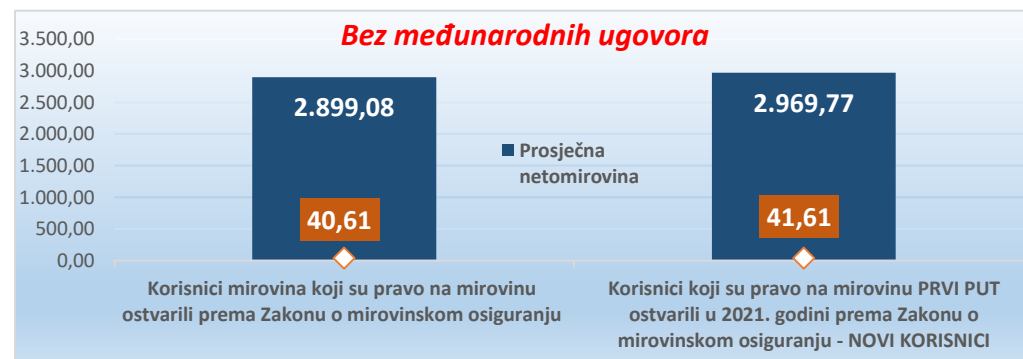 Bez međunarodnih ugovora
3.500,00
3.000,00
2.500,00
2.000,00
1.500,00
1.000,00
500,00
0,00
2.899,08
40,61
Prosječna
netomirovina
2.969,77
41,61
Korisnici mirovina koji su pravo na mirovinu
ostvarili prema Zakonu o mirovinskom osiguranju
Korisnici koji su pravo na mirovinu PRVI PUT
ostvarili u 2021. godini prema Zakonu o
mirovinskom osiguranju - NOVI KORISNICI